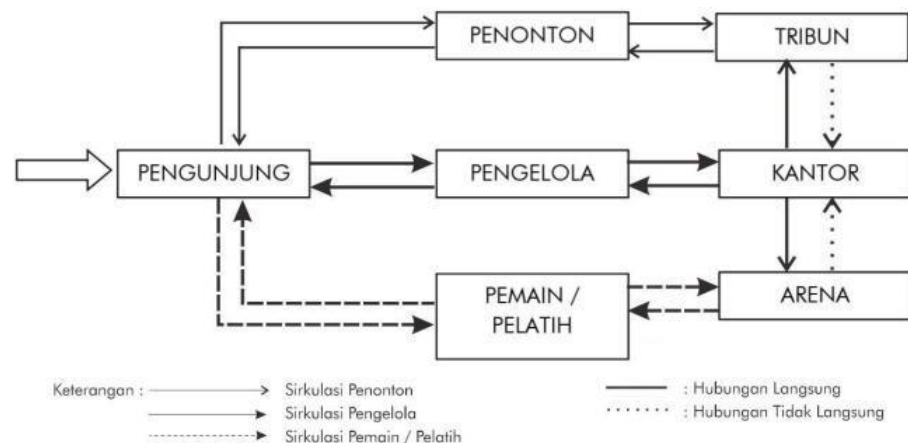 PENONTON
TRIBUN
PENGUNJUNG
PENGELOLA
KANTOR
PEMAIN /
PELATIH
ARENA
Keterangan :
Sirkulasi Penonton
Sirkulasi Pengelola
Sirkulasi Pemain / Pelatih
: Hubungan Langsung
: Hubungan Tidak Langsung